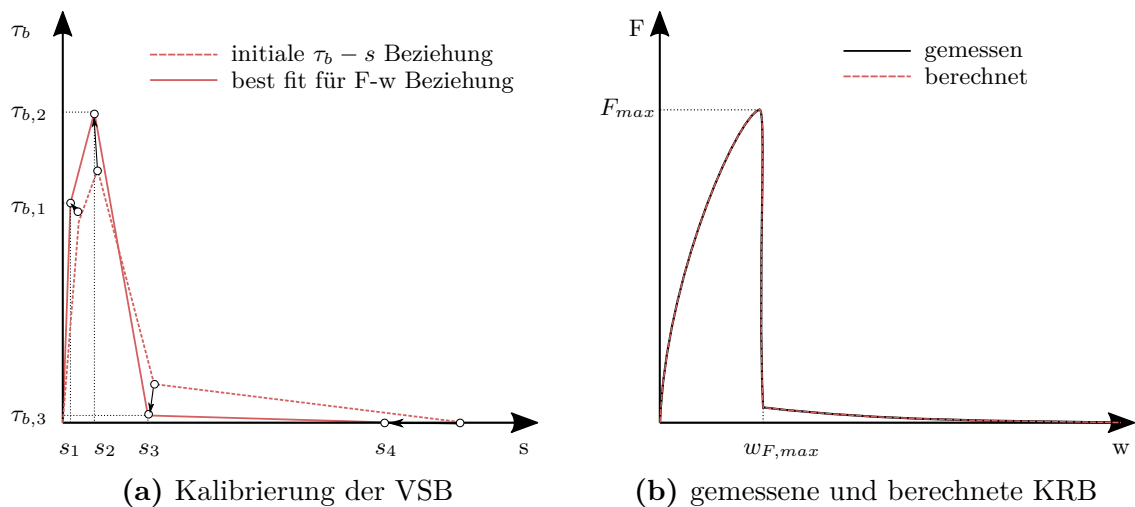 τb
initiale τb − s Beziehung
best fit für F-w Beziehung
τb,2
τb,1
τb,3
s1
s2
s3
s4
s
(a) Kalibrierung der VSB
F
gemessen
berechnet
Fmax
wF,max
w
(b) gemessene und berechnete KRB